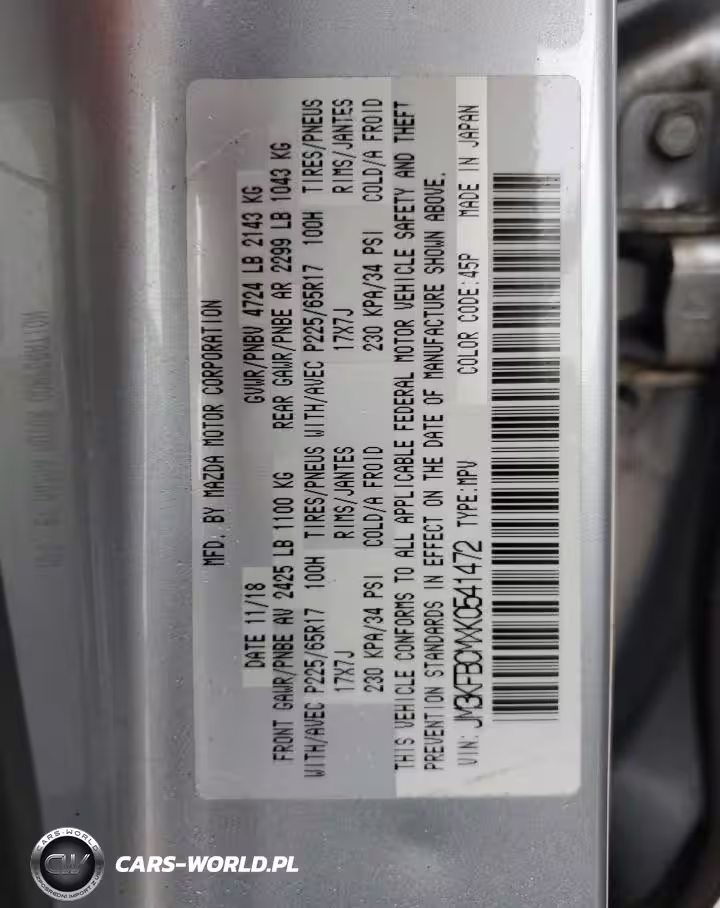 MFD. BY MAZDA MOTOR CORPORATION
DATE 11/18 GVWR/PNBV 4724 LB 2143 KG
FRONT GAWR/PNBE AV 2425 LB 1100 KG REAR GAWR/PNBE AR 2299 LB 1043 KG
WITH/AVEC P225/65R17 100H TIRES/PNEUS WITH/AVEC P225/65R17 100H TIRES/PNEUS
17X7J RIMS/JANTES 17X7J RIMS/JANTES
230 KPA/34 PSI COLD/A FROID 230 KPA/34 PSI COLD/A FROID
THIS VEHICLE CONFORMS TO ALL APPLICABLE FEDERAL MOTOR VEHICLE SAFETY AND THEFT
PREVENTION STANDARDS IN EFFECT ON THE DATE OF MANUFACTURE SHOWN ABOVE.
VIN: JM3KFBCMXK0541472 TYPE:MPV COLOR CODE:45P MADE IN JAPAN
CARS-WORLD
CW
CARS-WORLD.PL